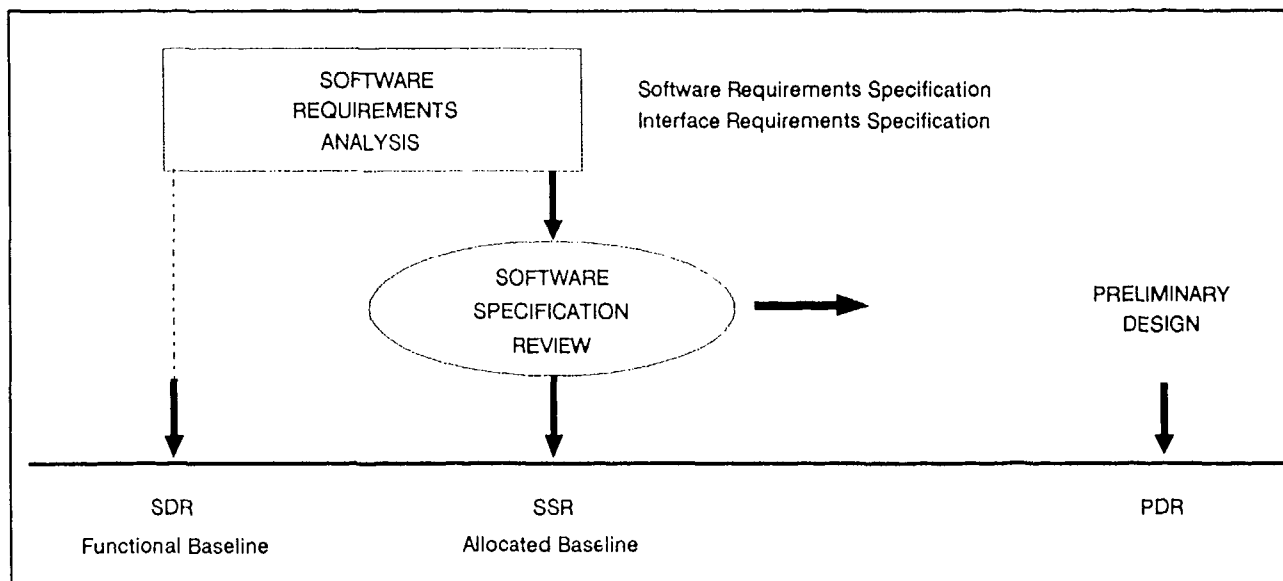 SOFTWARE
REQUIREMENTS
ANALYSIS
Software Requirements Specification
Interface Requirements Specification
SOFTWARE
SPECIFICATION
REVIEW
PRELIMINARY
DESIGN
SDR
Functional Baseline
SSR
Allocated Baseline
PDR